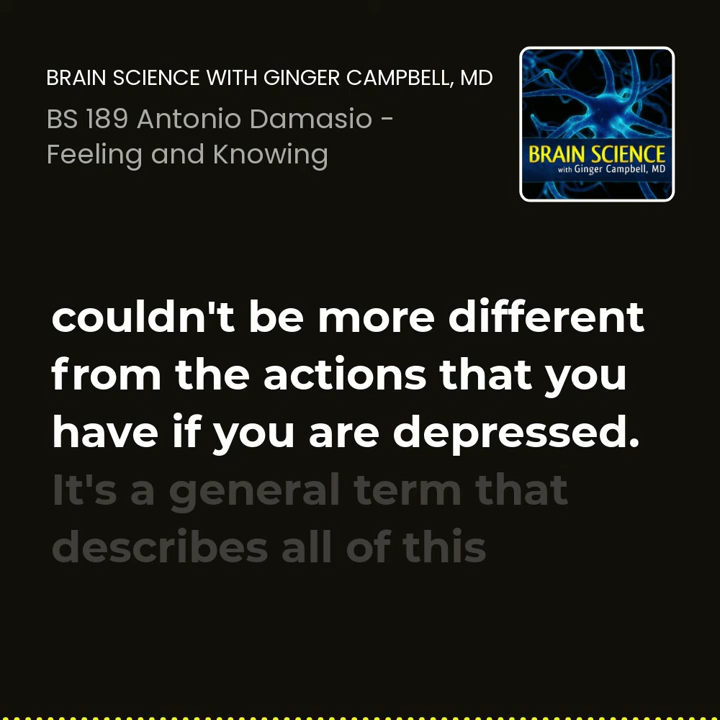 BRAIN SCIENCE WITH GINGER CAMPBELL, MD
BS 189 Antonio Damasio -
Feeling and Knowing
BRAIN SCIENCE
with Ginger Campbell, MD
couldn't be more different
from the actions that you
have if you are depressed.
It's a general term that
describes all of this